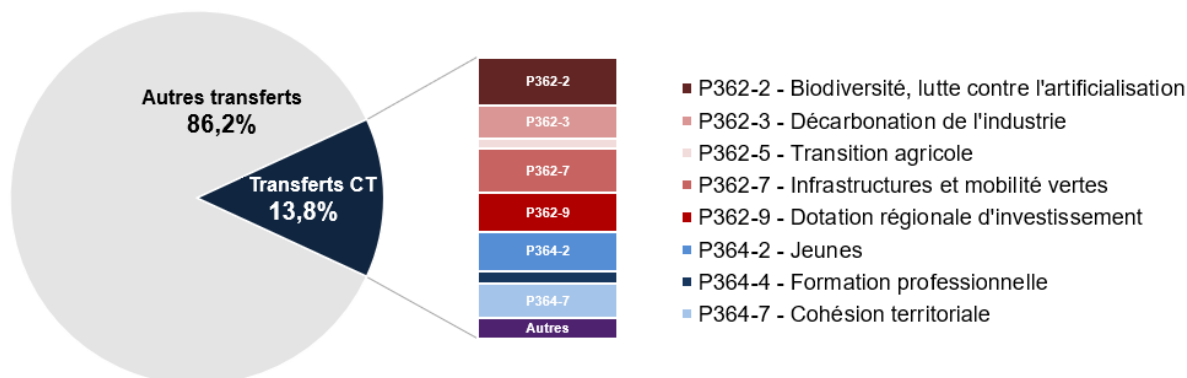 Autres transferts
86,2%
Transferts CT
13,8%
P362-2
P362-3
P362-7
P362-9
P364-2
P364-7
Autres
P362-2 - Biodiversité, lutte contre l'artificialisation
P362-3 - Décarbonation de l'industrie
P362-5 - Transition agricole
P362-7 - Infrastructures et mobilité vertes
P362-9 - Dotation régionale d'investissement
P364-2 - Jeunes
P364-4 - Formation professionnelle
P364-7 - Cohésion territoriale